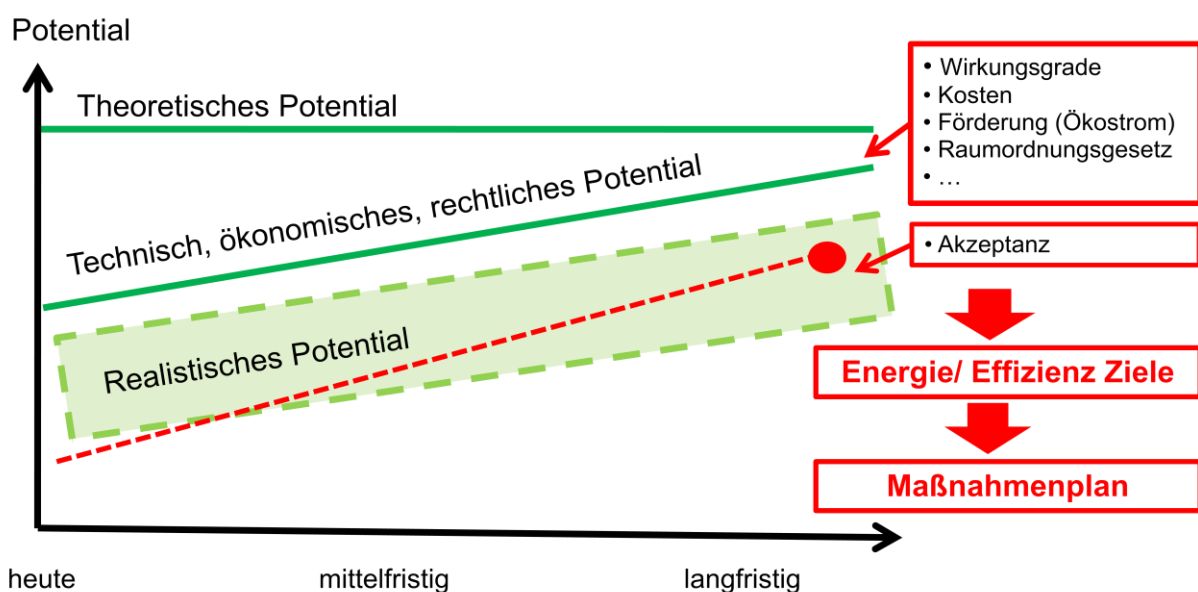 Potential
Theoretisches Potential
Technisch, ökonomisches, rechtliches Potential
Realistisches Potential
• Wirkungsgrade
• Kosten
• Förderung (Ökostrom)
• Raumordnungsgesetz
• …
• Akzeptanz
Energie/ Effizienz Ziele
Maßnahmenplan
heute
mittelfristig
langfristig